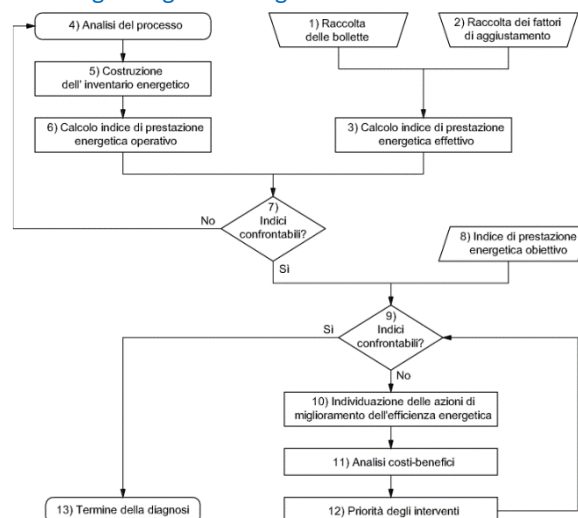 4) Analisi del processo
1) Raccolta
delle bollette
2) Raccolta dei fattori
di aggiustamento
5) Costruzione
dell' inventario energetico
6) Calcolo indice di prestazione
energetica operativo
3) Calcolo indice di prestazione
energetica effettivo
7)
Indici
confrontabili?
No
Sì
8) Indice di prestazione
energetica obiettivo
9)
Indici
confrontabili?
Sì
No
10) Individuazione delle azioni di
miglioramento dell'efficienza energetica
11) Analisi costi-benefici
13) Termine della diagnosi
12) Priorità degli interventi